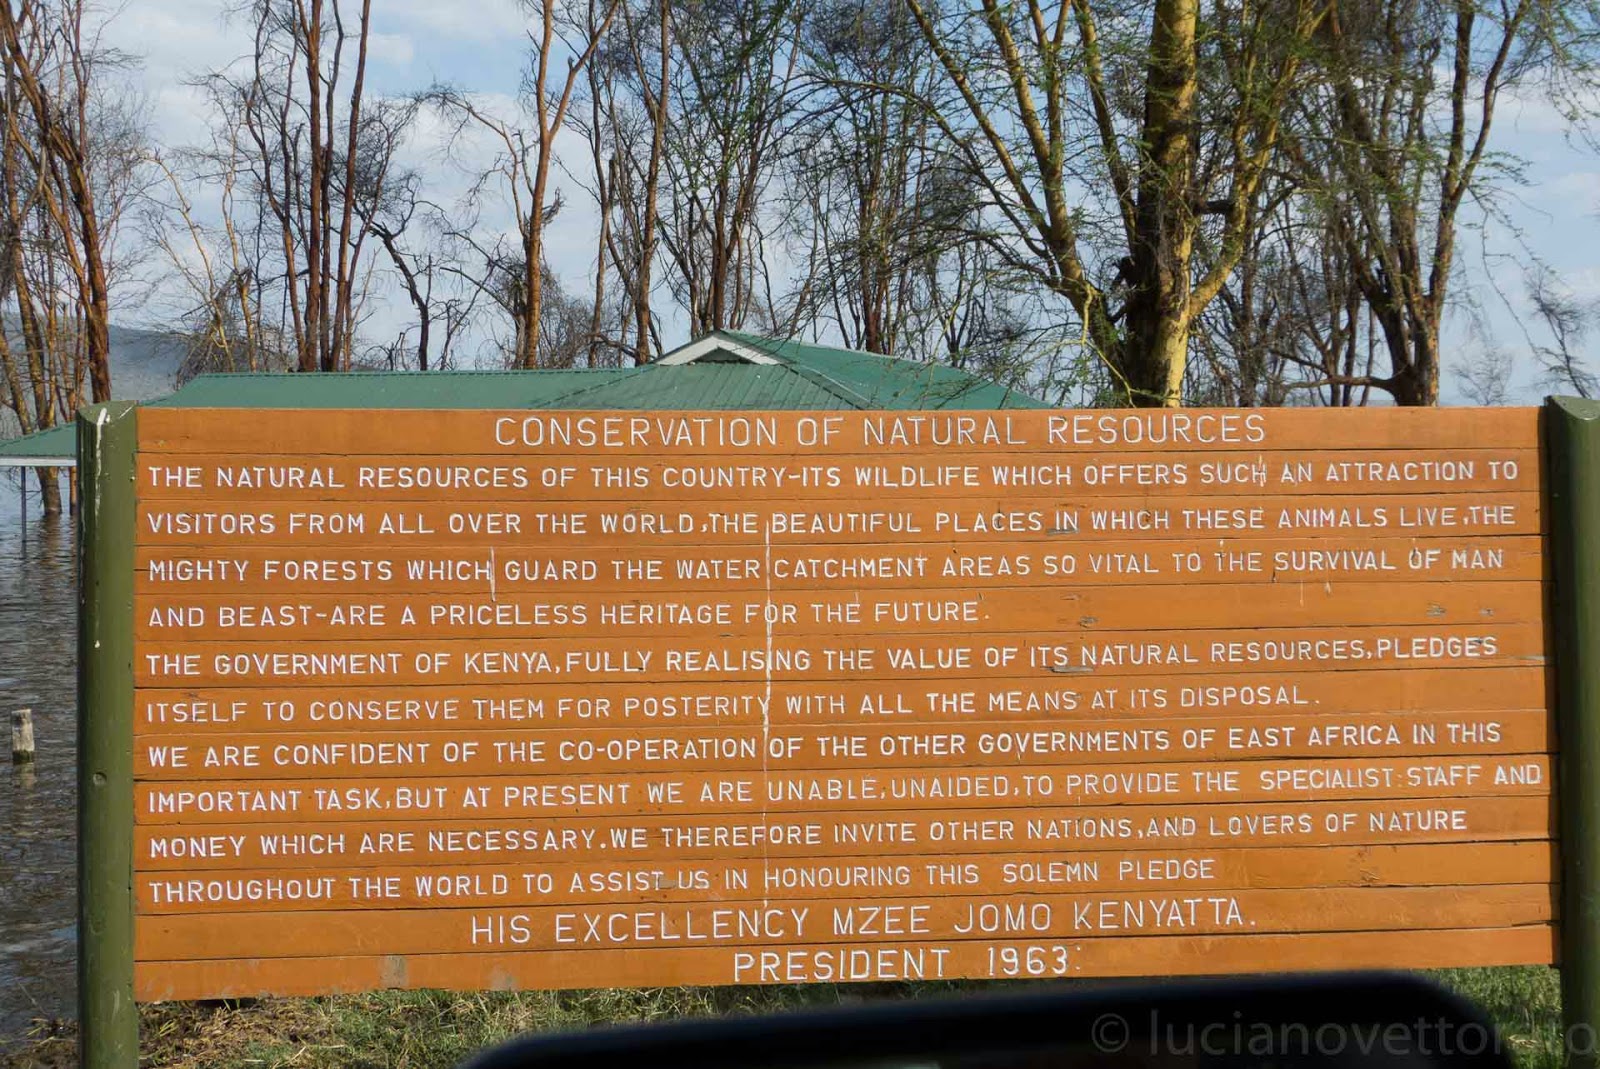 CONSERVATION OF NATURAL RESOURCES
THE NATURAL RESOURCES OF THIS COUNTRY-ITS WILDLIFE WHICH OFFERS SUCH AN ATTRACTION TO
VISITORS FROM ALL OVER THE WORLD,THE BEAUTIFUL PLACES IN WHICH THESE ANIMALS LIVE,THE
MIGHTY FORESTS WHICH GUARD THE WATER CATCHMENT AREAS SO VITAL TO THE SURVIVAL OF MAN
AND BEAST-ARE A PRICELESS HERITAGE FOR THE FUTURE.
THE GOVERNMENT OF KENYA,FULLY REALISING THE VALUE OF ITS NATURAL RESOURCES,PLEDGES
ITSELF TO CONSERVE THEM FOR POSTERITY WITH ALL THE MEANS AT ITS DISPOSAL.
WE ARE CONFIDENT OF THE CO-OPERATION OF THE OTHER GOVERNMENTS OF EAST AFRICA IN THIS
IMPORTANT TASK,BUT AT PRESENT WE ARE UNABLE,UNAIDED,TO PROVIDE THE SPECIALIST STAFF AND
MONEY WHICH ARE NECESSARY.WE THEREFORE INVITE OTHER NATIONS,AND LOVERS OF NATURE
THROUGHOUT THE WORLD TO ASSIST US IN HONOURING THIS SOLEMN PLEDGE
HIS EXCELLENCY MZEE JOMO KENYATTA.
PRESIDENT 1963.
©